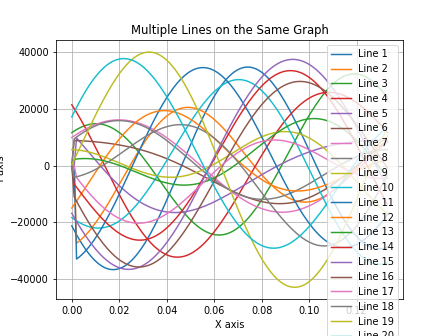 Multiple Lines on the Same Graph
40000
20000
0
−20000
−40000
axis
0.00
0.02
0.04
0.06
0.08
0.10
X axis
Line 1
Line 2
Line 3
Line 4
Line 5
Line 6
Line 7
Line 8
Line 9
Line 10
Line 11
Line 12
Line 13
Line 14
Line 15
Line 16
Line 17
Line 18
Line 19
Line 20